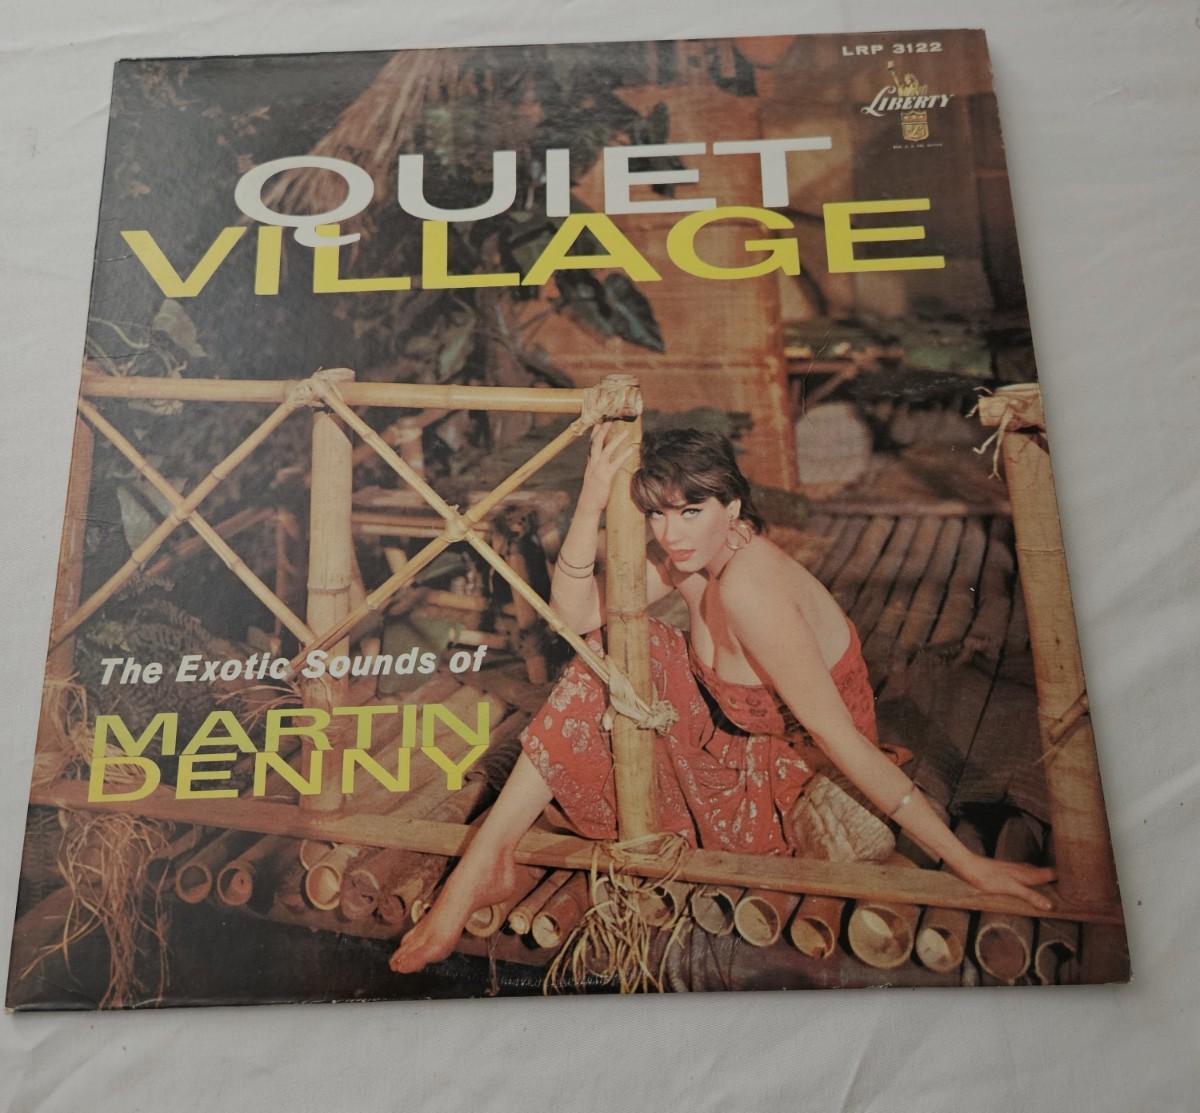 LRP 3122
LIBERTY
QUIET
VILLAGE
The Exotic Sounds of
MARTIN
DENNY